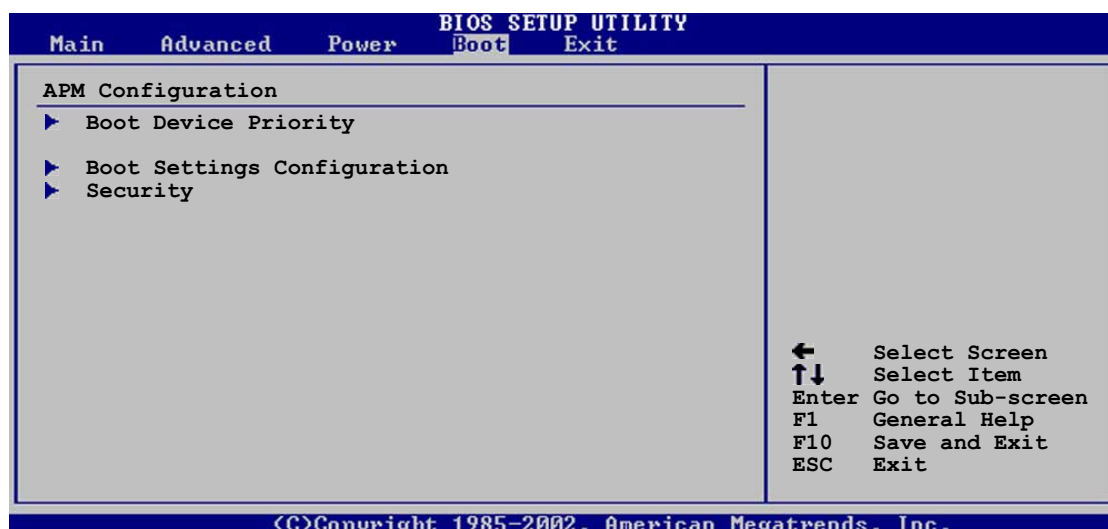 BIOS SETUP UTILITY
Main Advanced Power Boot Exit
APM Configuration
Boot Device Priority
Boot Settings Configuration
Security
← Select Screen
↑↓ Select Item
Enter Go to Sub-screen
F1 General Help
F10 Save and Exit
ESC Exit
(C)Copyright 1985-2002, American Megatrends, Inc.